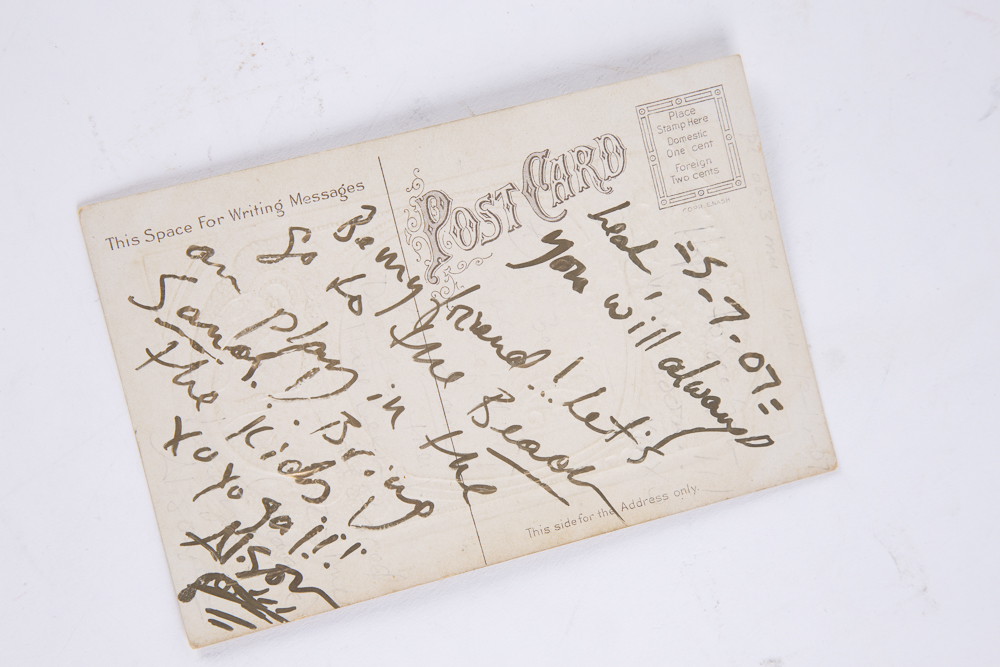 This Space For Writing Messages
POST CARD
Place
Stamp Here
Domestic
One cent
Foreign
Two cents
=5-7-07=
You will always
Be my friend!! Let's
Go to the Beach
an Play in the
Sand. Bring
the Kids
to yoga!!!
This side for the Address only.